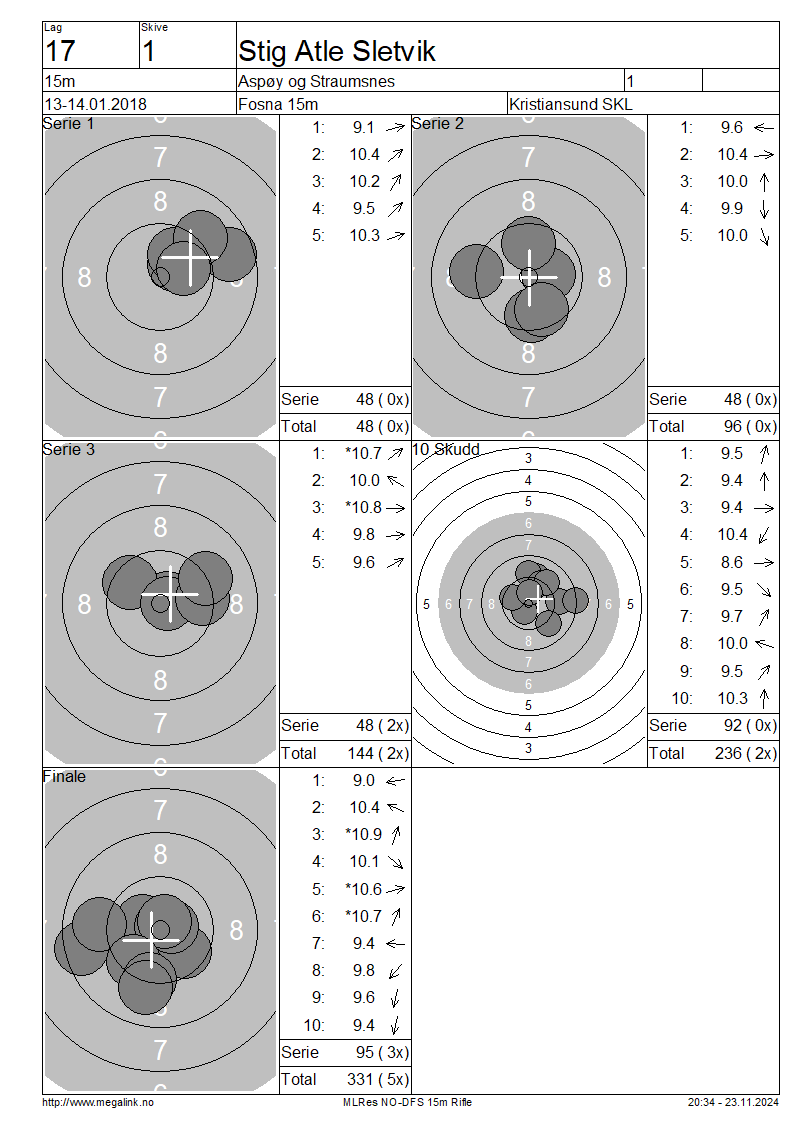 Lag
Skive
17
1
Stig Atle Sletvik
15m
Aspøy og Straumsnes
1
13-14.01.2018
Fosna 15m
Kristiansund SKL
Serie 1
7
8
8
8
7
1: 9.1
2: 10.4
3: 10.2
4: 9.5
5: 10.3
Serie 48 ( 0x)
Total 48 ( 0x)
Serie 2
7
8
8
8
8
7
6
1: 9.6
2: 10.4
3: 10.0
4: 9.9
5: 10.0
Serie 48 ( 0x)
Total 96 ( 0x)
Serie 3
7
8
8
8
8
7
1: *10.7
2: 10.0
3: *10.8
4: 9.8
5: 9.6
Serie 48 ( 2x)
Total 144 ( 2x)
10 Skudd
3
4
5
6
7
5 6 7 8 6 5
8
7
6
5
4
3
1: 9.5
2: 9.4
3: 9.4
4: 10.4
5: 8.6
6: 9.5
7: 9.7
8: 10.0
9: 9.5
10: 10.3
Serie 92 ( 0x)
Total 236 ( 2x)
Finale
7
8
8
7
6
1: 9.0
2: 10.4
3: *10.9
4: 10.1
5: *10.6
6: *10.7
7: 9.4
8: 9.8
9: 9.6
10: 9.4
Serie 95 ( 3x)
Total 331 ( 5x)
http://www.megalink.no
MLRes NO-DFS 15m Rifle
20:34 - 23.11.2024